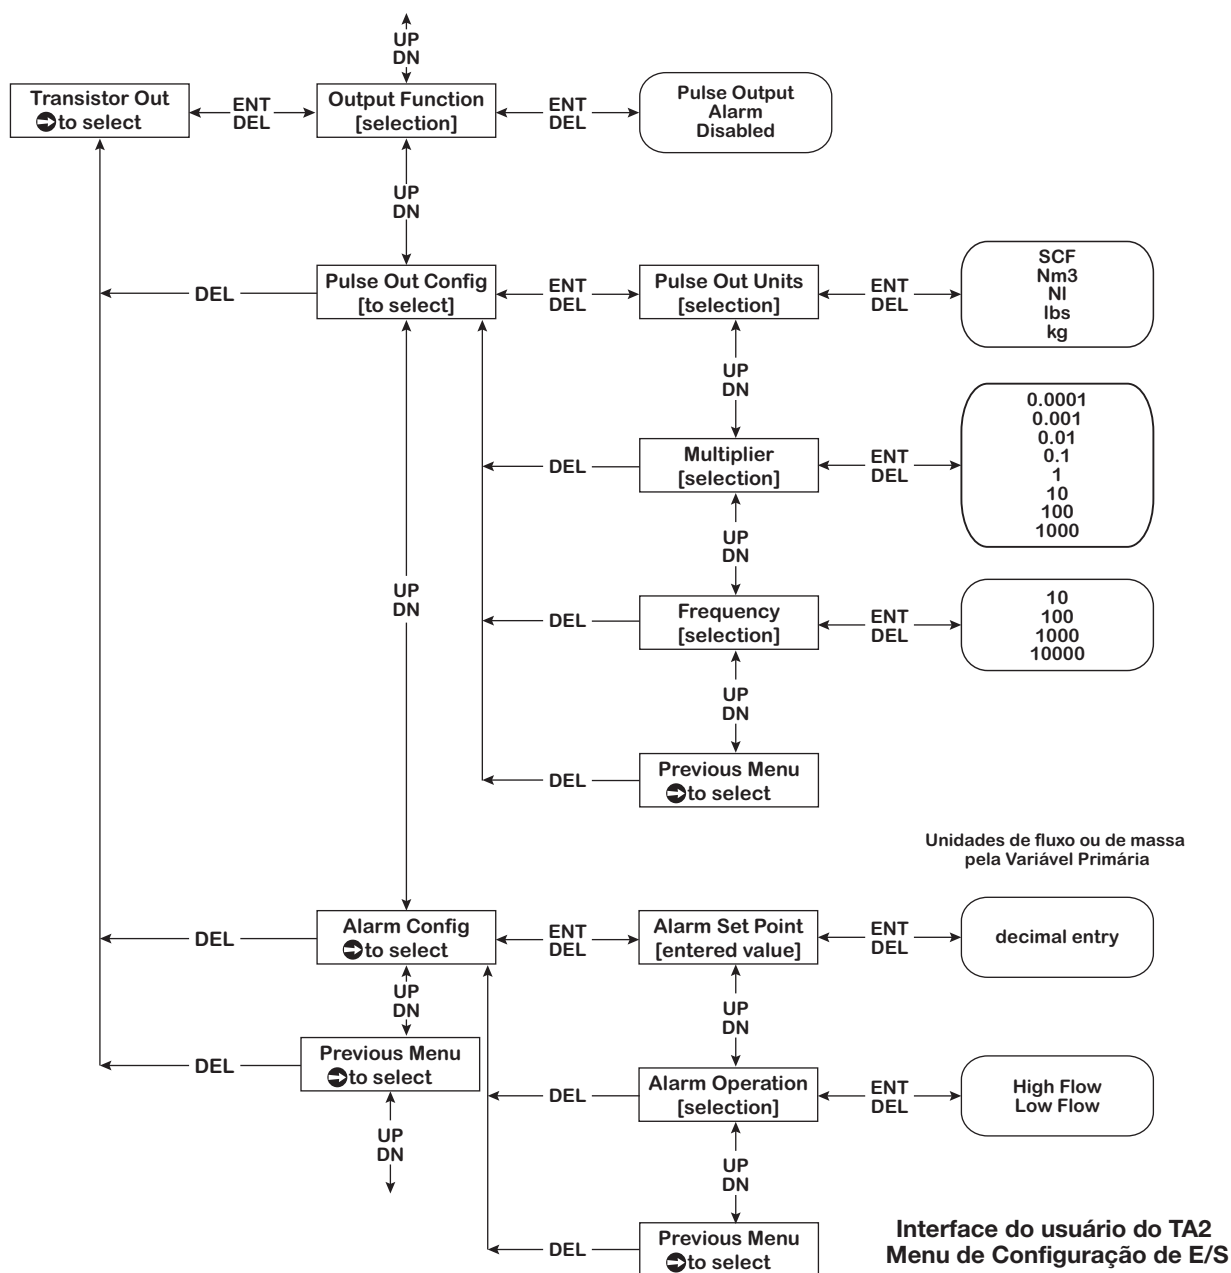 UP
DN
Transistor Out
to select
ENT
DEL
Output Function
[selection]
ENT
DEL
Pulse Output
Alarm
Disabled
UP
DN
DEL
Pulse Out Config
[to select]
ENT
DEL
Pulse Out Units
[selection]
ENT
DEL
SCF
Nm3
Nl
lbs
kg
UP
DN
DEL
Multiplier
[selection]
ENT
DEL
0.0001
0.001
0.01
0.1
1
10
100
1000
UP
DN
UP
DN
DEL
Frequency
[selection]
ENT
DEL
10
100
1000
10000
UP
DN
DEL
Previous Menu
to select
Unidades de fluxo ou de massa
pela Variável Primária
DEL
Alarm Config
to select
ENT
DEL
Alarm Set Point
[entered value]
ENT
DEL
decimal entry
UP
DN
UP
DN
DEL
Previous Menu
to select
DEL
Alarm Operation
[selection]
ENT
DEL
High Flow
Low Flow
UP
DN
UP
DN
DEL
Previous Menu
to select
Interface do usuário do TA2
Menu de Configuração de E/S